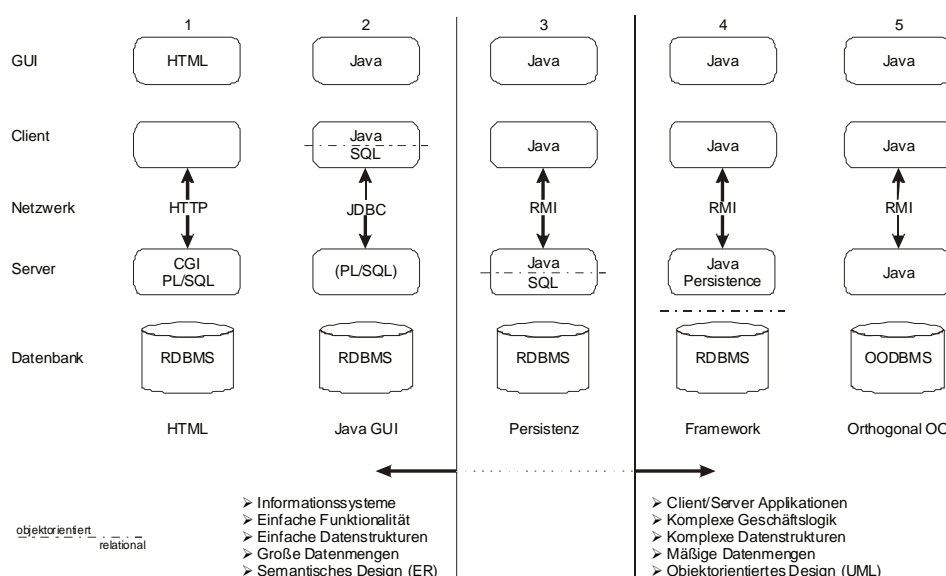 1 2 3 4 5
GUI HTML Java Java Java Java
Client Java Java Java Java
SQL
Netzwerk HTTP JDBC RMI RMI RMI
Server CGI (PL/SQL) Java Java Java
PL/SQL SQL Persistence
Datenbank RDBMS RDBMS RDBMS RDBMS OODBMS
HTML Java GUI Persistenz Framework Orthogonal OO
➢ Informationssysteme
➢ Einfache Funktionalität
➢ Einfache Datenstrukturen
➢ Große Datenmengen
➢ Semantisches Design (ER)
➢ Client/Server Applikationen
➢ Komplexe Geschäftslogik
➢ Komplexe Datenstrukturen
➢ Mäßige Datenmengen
➢ Objektorientiertes Design (UML)
objektorientiert
relational